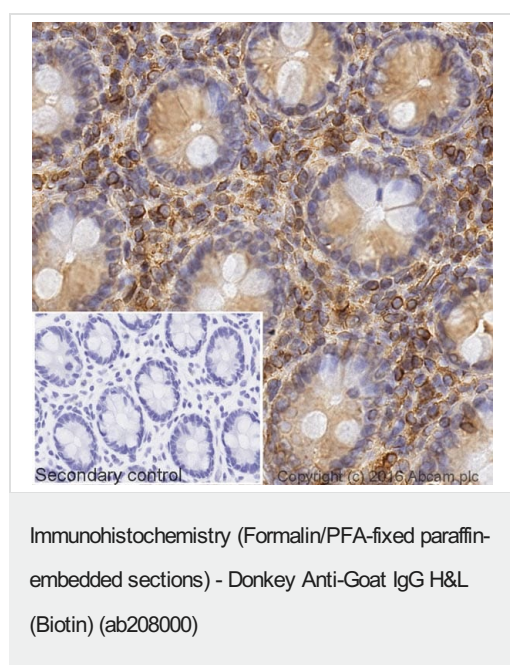 Secondary control
Copyright (c) 2016 Abcam plc
Immunohistochemistry (Formalin/PFA-fixed paraffin-
embedded sections) - Donkey Anti-Goat IgG H&L
(Biotin) (ab208000)